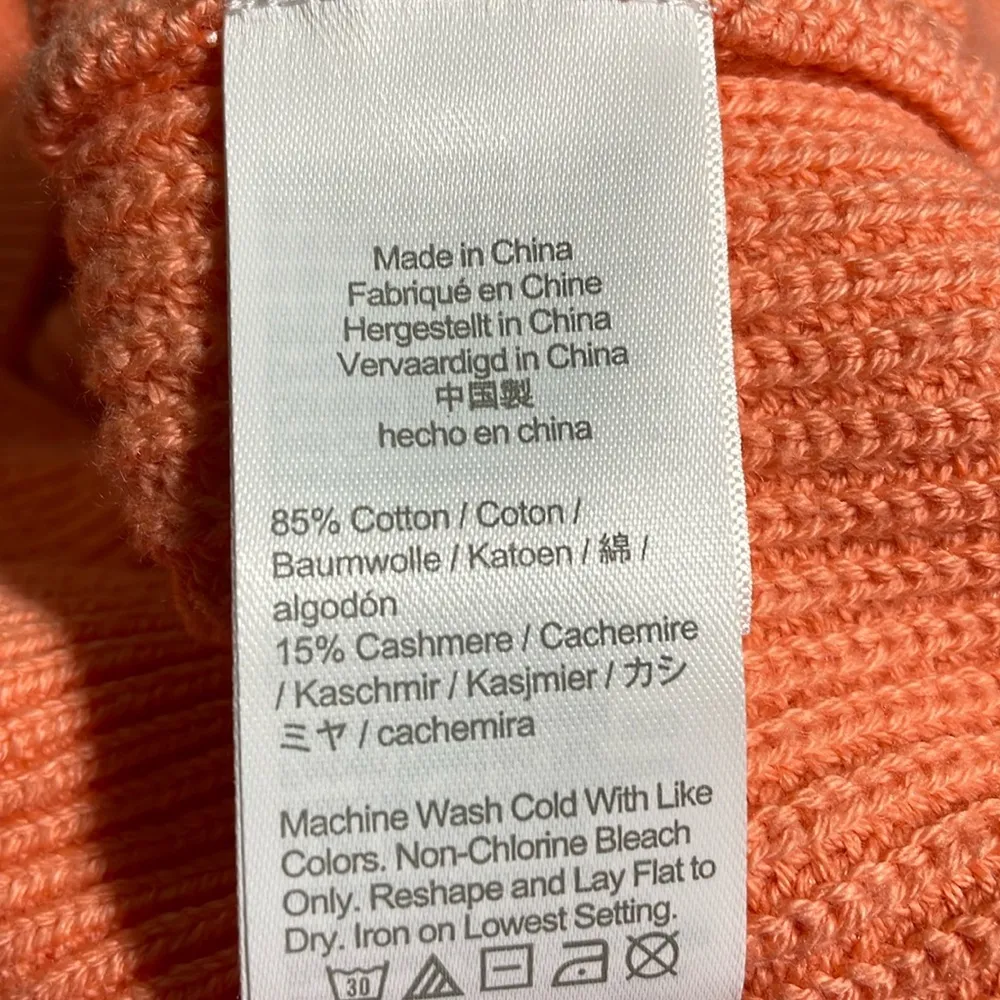 Made in China
Fabriqué en Chine
Hergestellt in China
Vervaardigd in China
中国製
hecho en china
85% Cotton / Coton /
Baumwolle / Katoen / 綿 /
algodón
15% Cashmere / Cachemire
/ Kaschmir / Kasjmier / カシ
ミヤ / cachemira
Machine Wash Cold With Like
Colors. Non-Chlorine Bleach
Only. Reshape and Lay Flat to
Dry. Iron on Lowest Setting.
30